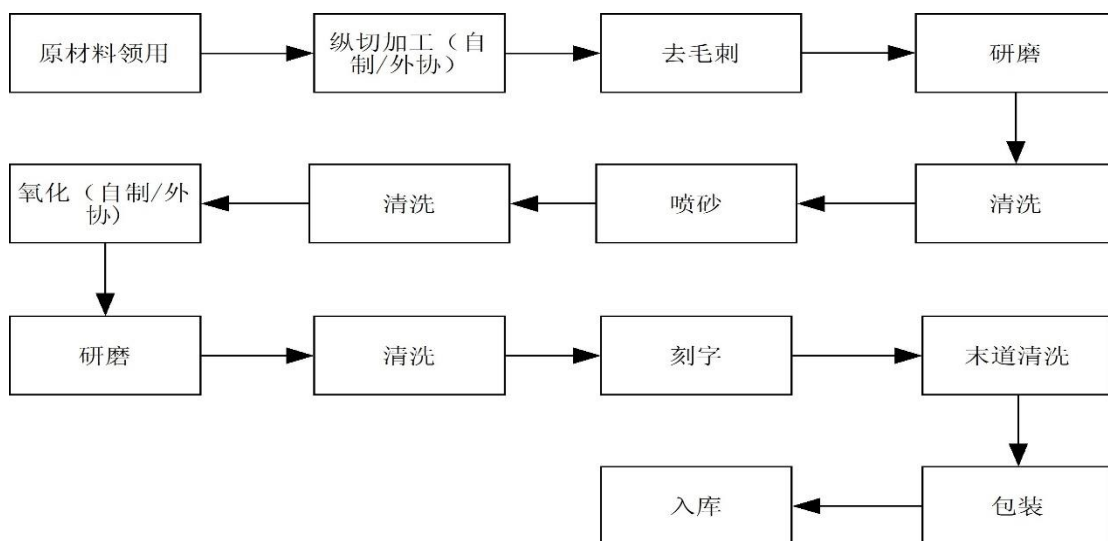 原材料领用
纵切加工（自
制/外协）
去毛刺
研磨
清洗
喷砂
清洗
氧化（自制/外
协）
研磨
清洗
刻字
末道清洗
包装
入库